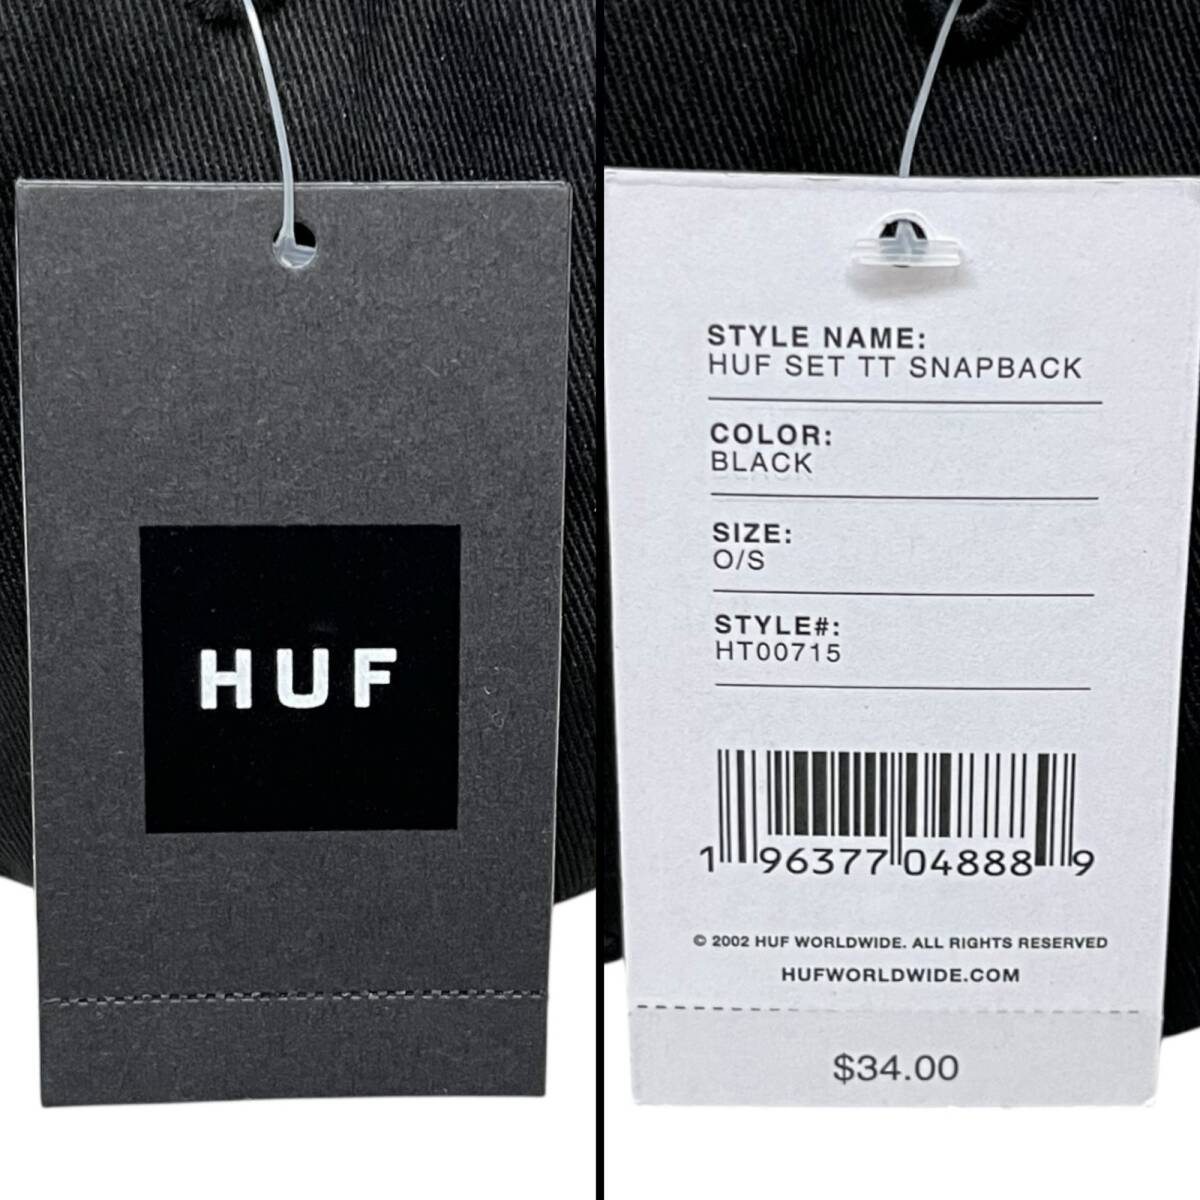 HUF
STYLE NAME:
HUF SET TT SNAPBACK
COLOR:
BLACK
SIZE:
O/S
STYLE#:
HT00715
1 96377 04888 9
© 2002 HUF WORLDWIDE. ALL RIGHTS RESERVED
HUFWORLDWIDE.COM
$34.00